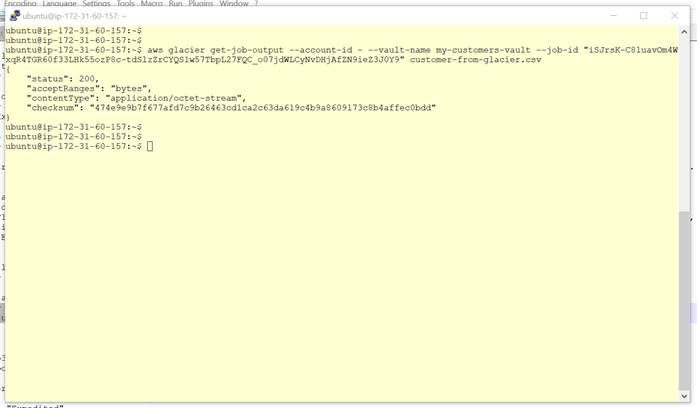 Encoding Language Settings Tools Macro Run Plugins Window ?
ubuntu@ip-172-31-60-157: ~
ubuntu@ip-172-31-60-157:~$
ubuntu@ip-172-31-60-157:~$
ubuntu@ip-172-31-60-157:~$ aws glacier get-job-output --account-id - --vault-name my-customers-vault --job-id "iSJrsK-C8luavOm4W
xqR4TGR60f33LHk55ozP8c-tdSlzZrCYQSlw57TbpL27FQC_o07jdWLCyNvDHjAfZN9ieZ3J0Y9" customer-from-glacier.csv
{
    "status": 200,
    "acceptRanges": "bytes",
    "contentType": "application/octet-stream",
    "checksum": "474e9e9b7f677afd7c9b26463cd1ca2c63da619c4b9a8609173c8b4affec0bdd"
}
ubuntu@ip-172-31-60-157:~$
ubuntu@ip-172-31-60-157:~$
ubuntu@ip-172-31-60-157:~$
"Expedited"